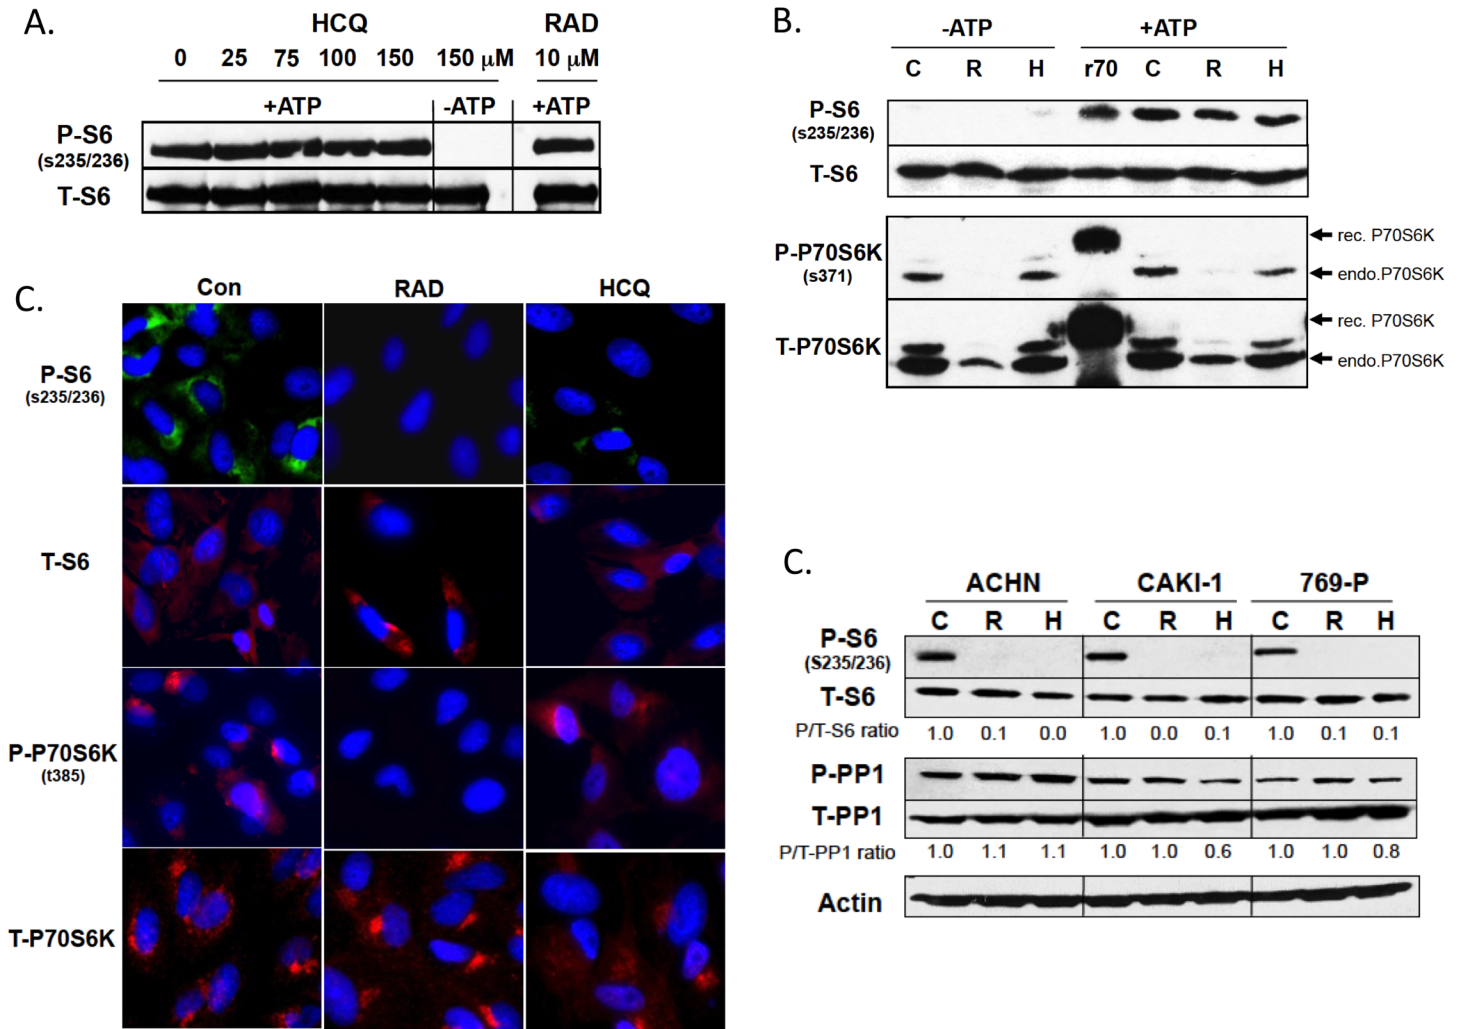 A.
HCQ RAD
0 25 75 100 150 150 μM 10 μM
+ATP -ATP +ATP
P-S6
(s235/236)
T-S6
B.
-ATP +ATP
C R H r70 C R H
P-S6
(s235/236)
T-S6
P-P70S6K
(s371)
rec. P70S6K
endo.P70S6K
T-P70S6K
rec. P70S6K
endo.P70S6K
C.
Con RAD HCQ
P-S6
(s235/236)
T-S6
P-P70S6K
(t385)
T-P70S6K
C.
ACHN CAKI-1 769-P
C R H C R H C R H
P-S6
(S235/236)
T-S6
P/T-S6 ratio 1.0 0.1 0.0 1.0 0.0 0.1 1.0 0.1 0.1
P-PP1
T-PP1
P/T-PP1 ratio 1.0 1.1 1.1 1.0 1.0 0.6 1.0 1.0 0.8
Actin